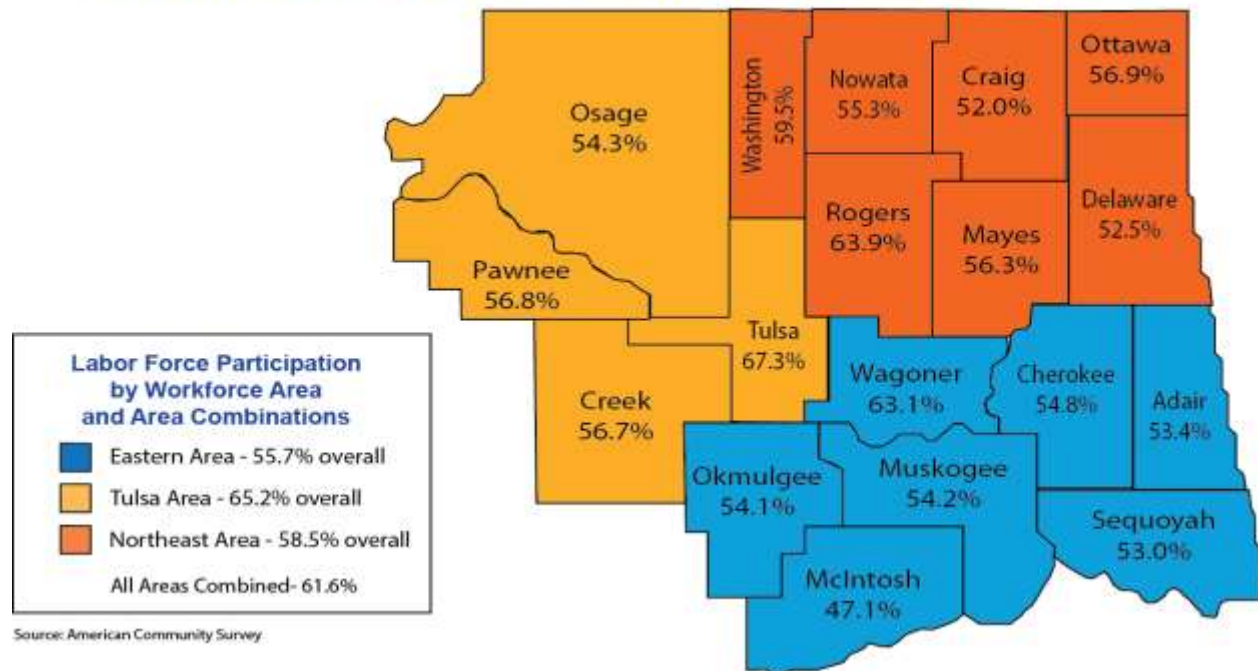 Osage
54.3%
Washington
59.5%
Nowata
55.3%
Craig
52.0%
Ottawa
56.9%
Pawnee
56.8%
Rogers
63.9%
Mayes
56.3%
Delaware
52.5%
Tulsa
67.3%
Creek
56.7%
Wagoner
63.1%
Cherokee
54.8%
Adair
53.4%
Okmulgee
54.1%
Muskogee
54.2%
Sequoyah
53.0%
McIntosh
47.1%
Labor Force Participation
by Workforce Area
and Area Combinations
Eastern Area - 55.7% overall
Tulsa Area - 65.2% overall
Northeast Area - 58.5% overall
All Areas Combined- 61.6%
Source: American Community Survey